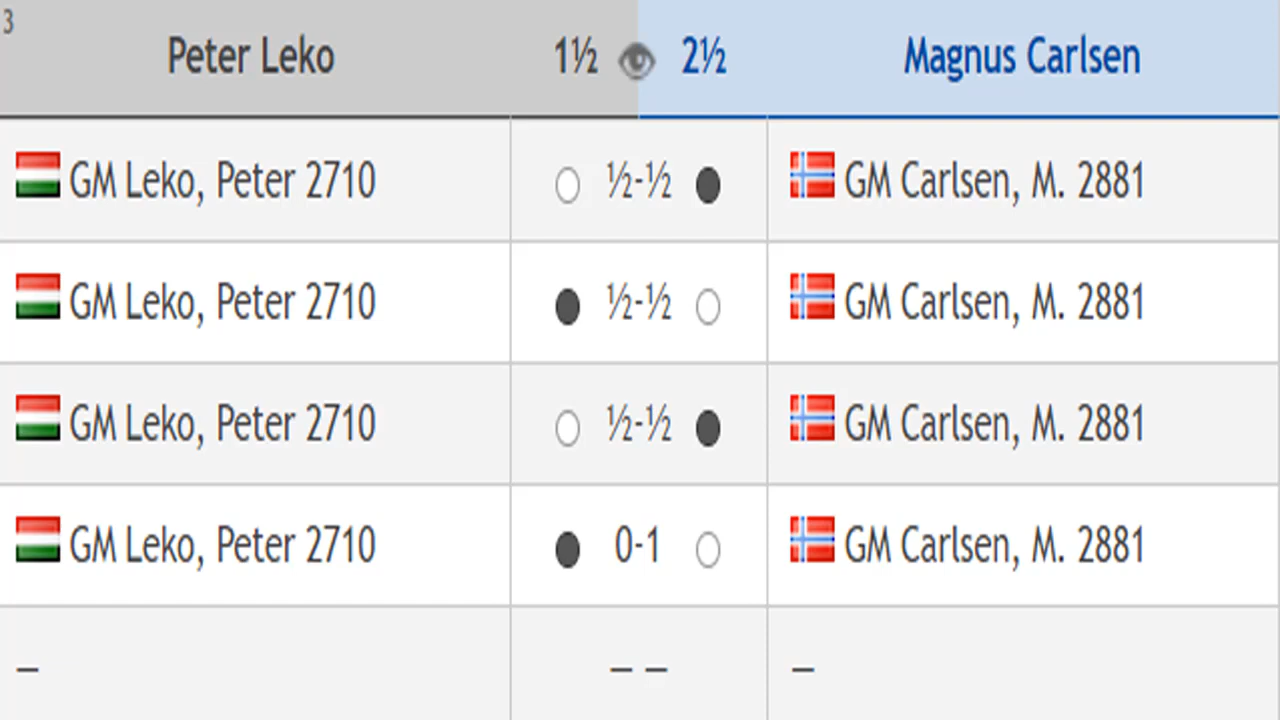 3
Peter Leko 1½ 2½ Magnus Carlsen
GM Leko, Peter 2710 ½-½ GM Carlsen, M. 2881
GM Leko, Peter 2710 ½-½ GM Carlsen, M. 2881
GM Leko, Peter 2710 ½-½ GM Carlsen, M. 2881
GM Leko, Peter 2710 0-1 GM Carlsen, M. 2881
– – – –